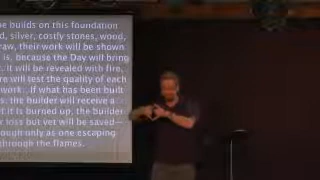 e builds on this foundation
d, silver, costly stones, wood,
raw, their work will be shown
is, because the Day will bring
. It will be revealed with fire,
re will test the quality of each
work. If what has been built
s, the builder will receive a
f it is burned up, the builder
r loss but yet will be saved—
ough only as one escaping
through the flames.